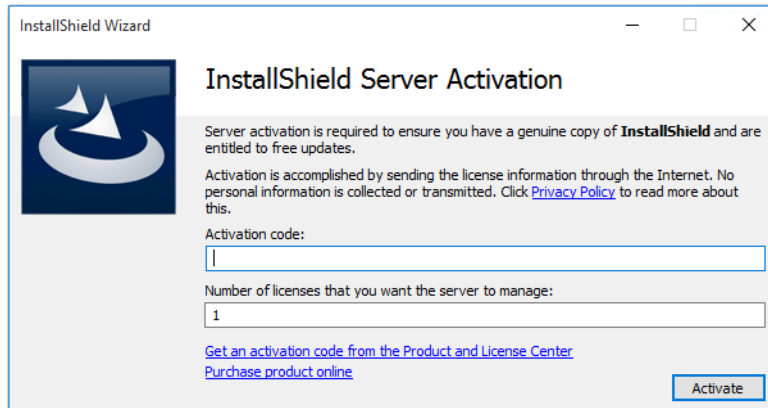 InstallShield Wizard
InstallShield Server Activation
Server activation is required to ensure you have a genuine copy of InstallShield and are
entitled to free updates.
Activation is accomplished by sending the license information through the Internet. No
personal information is collected or transmitted. Click Privacy Policy to read more about
this.
Activation code:
Number of licenses that you want the server to manage:
1
Get an activation code from the Product and License Center
Purchase product online
Activate